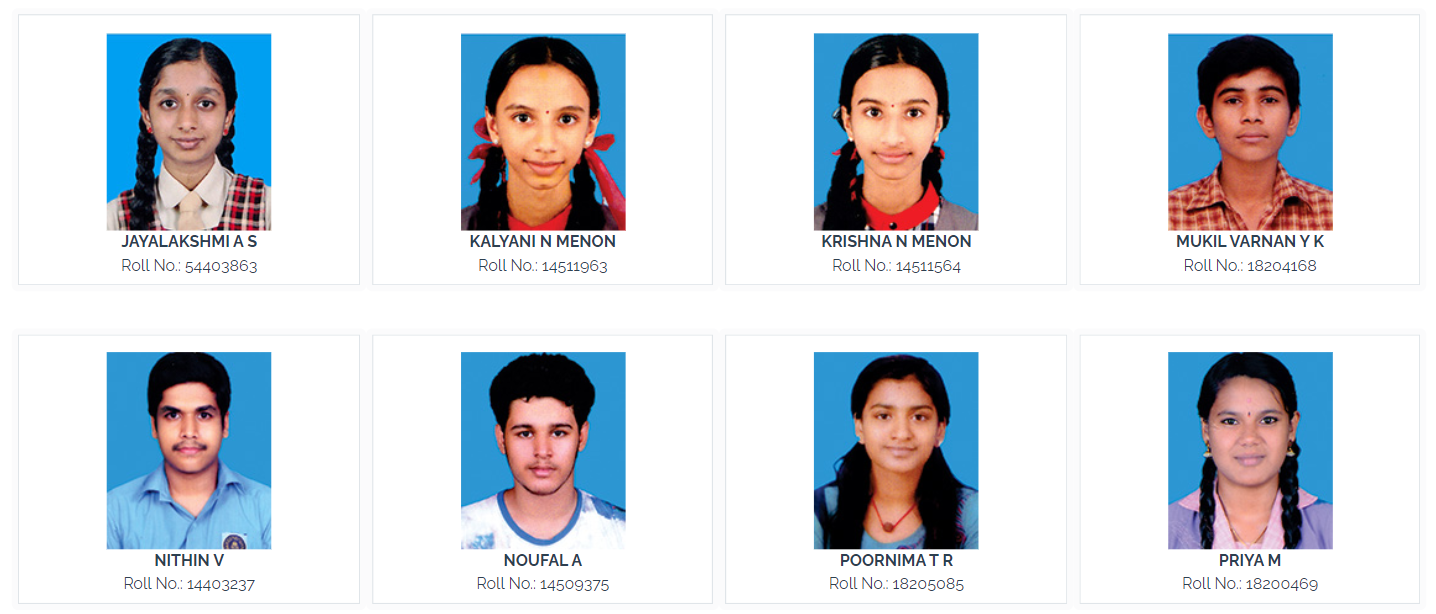 JAYALAKSHMI A S
Roll No.: 54403863
KALYANI N MENON
Roll No.: 14511963
KRISHNA N MENON
Roll No.: 14511564
MUKIL VARNAN Y K
Roll No.: 18204168
NITHIN V
Roll No.: 14403237
NOUFAL A
Roll No.: 14509375
POORNIMA T R
Roll No.: 18205085
PRIYA M
Roll No.: 18200469